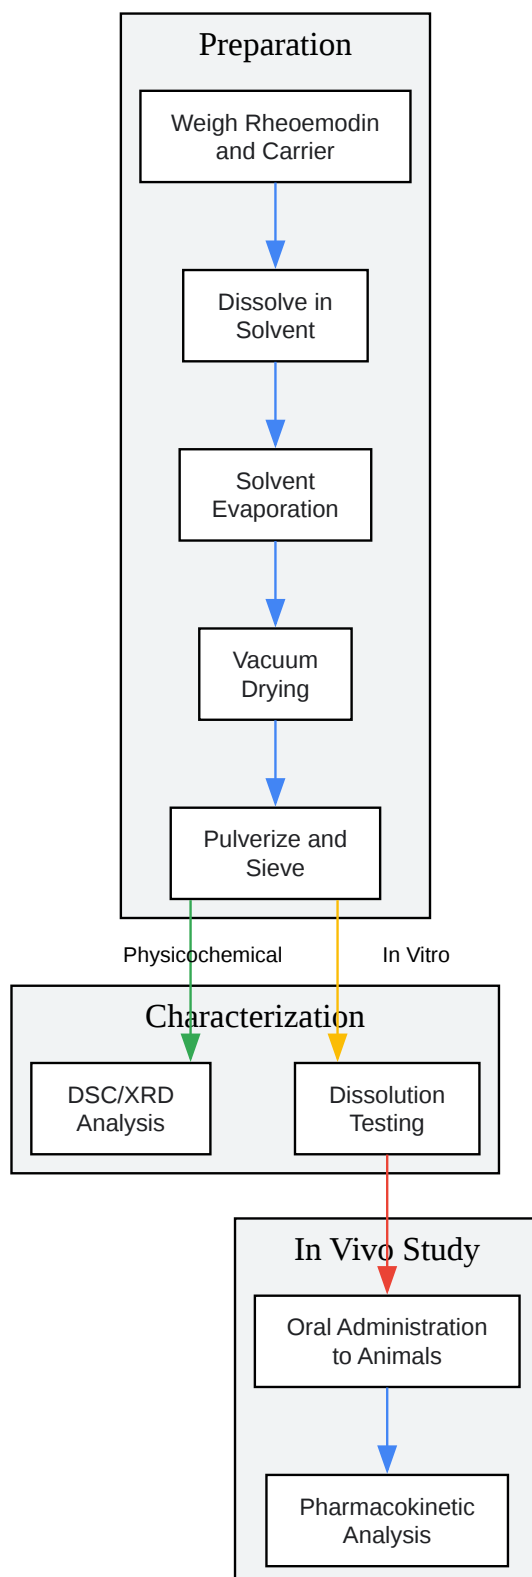 Preparation
Weigh Rheoemodin
and Carrier
Dissolve in
Solvent
Solvent
Evaporation
Vacuum
Drying
Pulverize and
Sieve
Physicochemical
In Vitro
Characterization
DSC/XRD
Analysis
Dissolution
Testing
In Vivo Study
Oral Administration
to Animals
Pharmacokinetic
Analysis